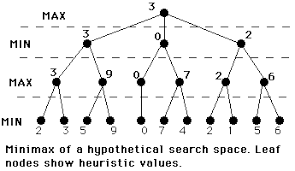 3
MAX
3 0 2
MIN
3 9 0 7 2 6
MAX
MIN
2 3 5 9 0 7 4 2 1 5 6
Minimax of a hypothetical search space. Leaf
nodes show heuristic values.